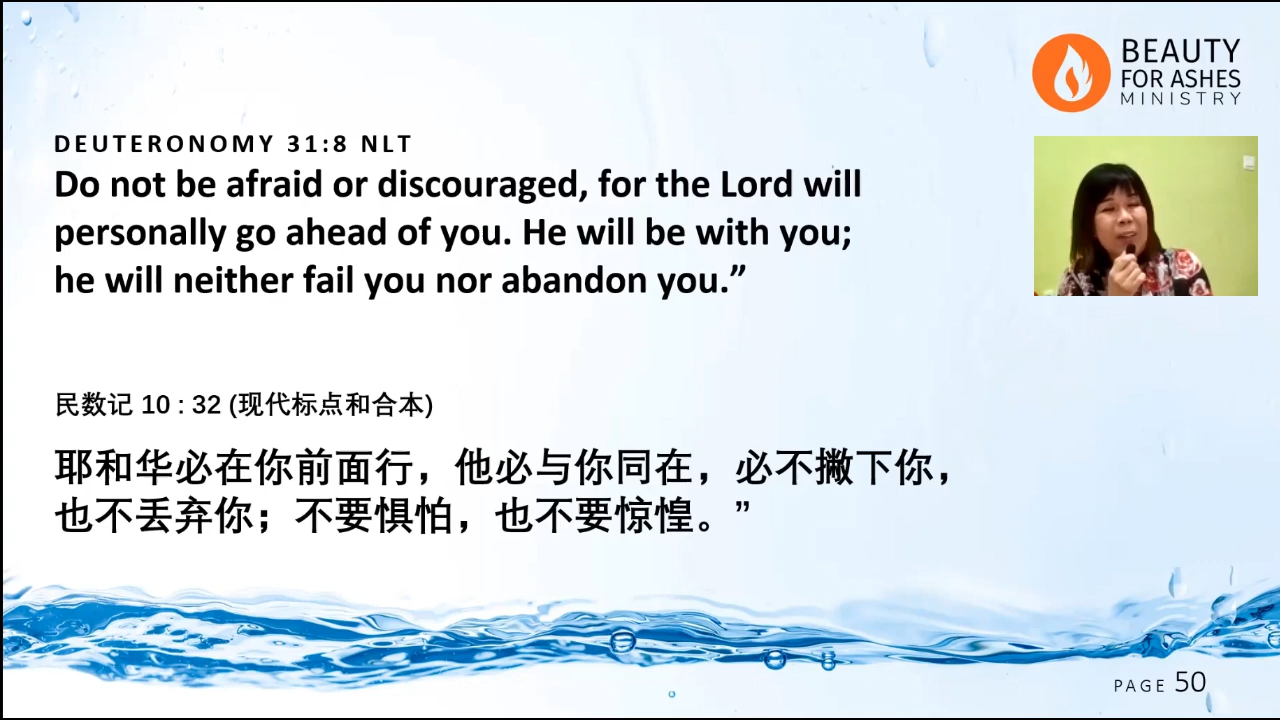 BEAUTY
FOR ASHES
MINISTRY
DEUTERONOMY 31:8 NLT
Do not be afraid or discouraged, for the Lord will
personally go ahead of you. He will be with you;
he will neither fail you nor abandon you.”
民数记 10 : 32 (现代标点和合本)
耶和华必在你前面行，他必与你同在，必不撇下你，
也不丢弃你；不要惧怕，也不要惊惶。”
PAGE 50